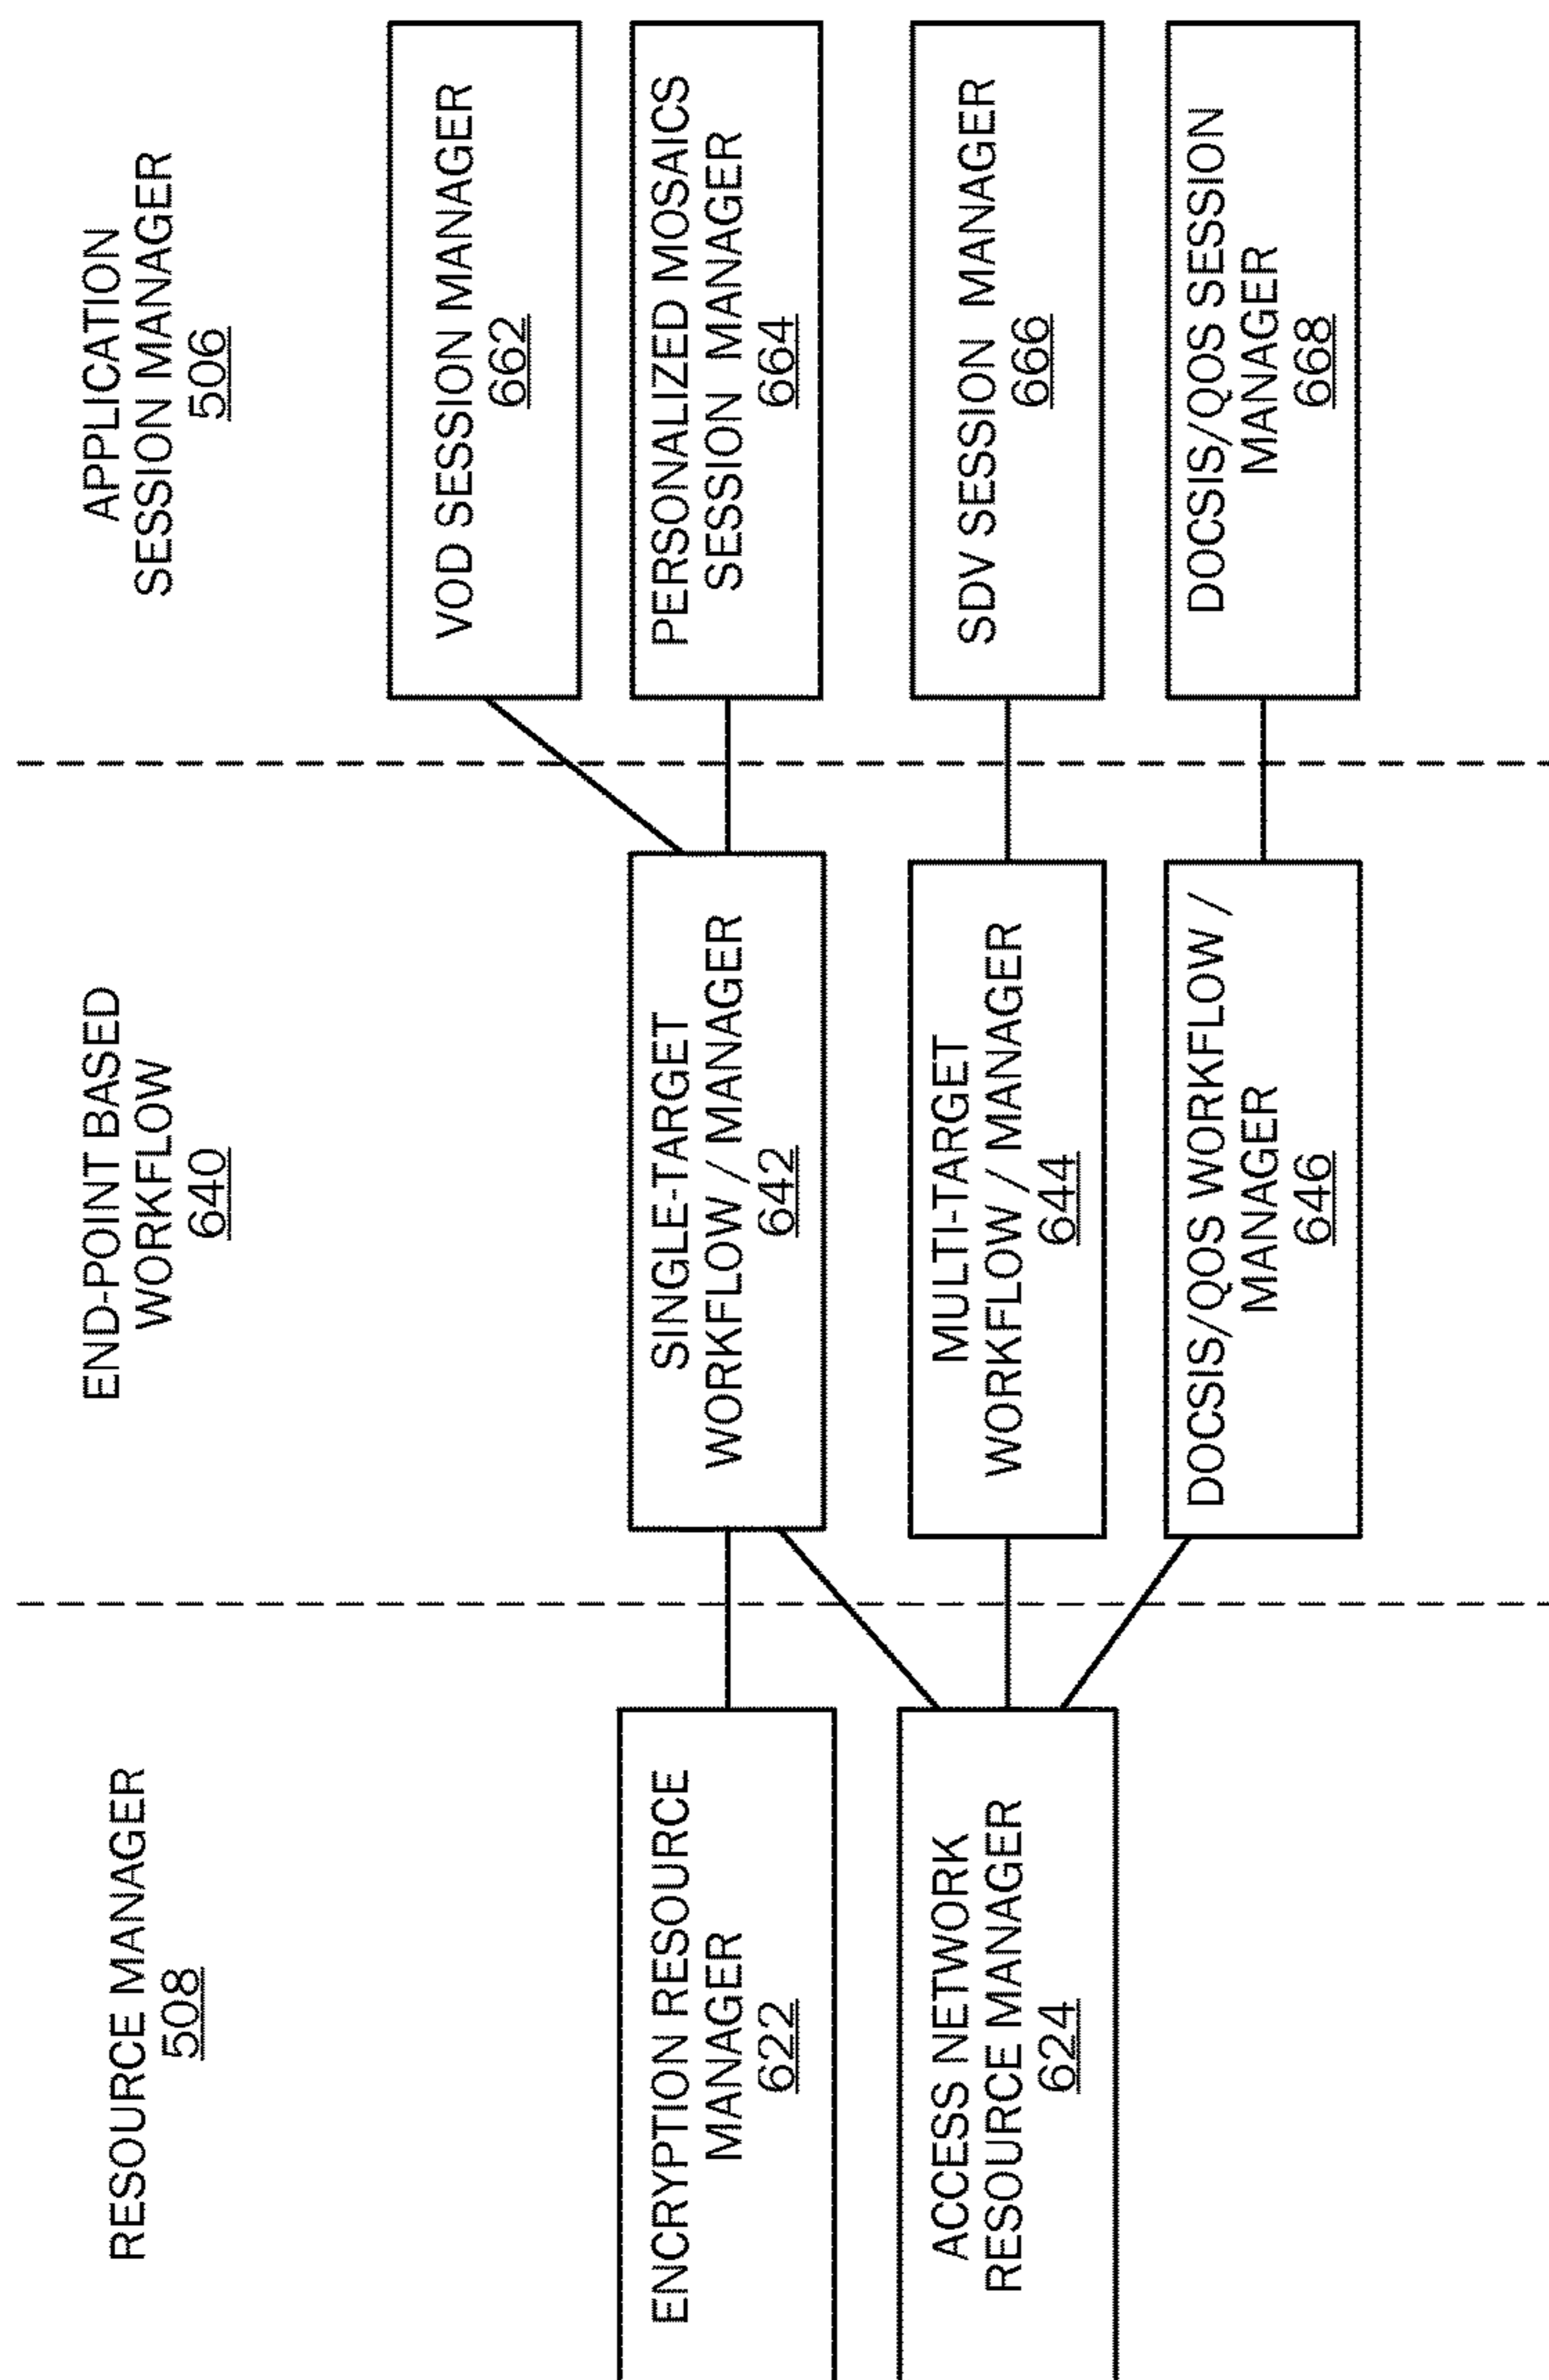 RESOURCE MANAGER
508
END-POINT BASED
WORKFLOW
640
APPLICATION
SESSION MANAGER
506
VOD SESSION MANAGER
662
ENCRYPTION RESOURCE
MANAGER
622
SINGLE-TARGET
WORKFLOW / MANAGER
642
PERSONALIZED MOSAICS
SESSION MANAGER
664
ACCESS NETWORK
RESOURCE MANAGER
624
MULTI-TARGET
WORKFLOW / MANAGER
644
SDV SESSION MANAGER
666
DOCSIS/QOS WORKFLOW /
MANAGER
646
DOCSIS/QOS SESSION
MANAGER
668